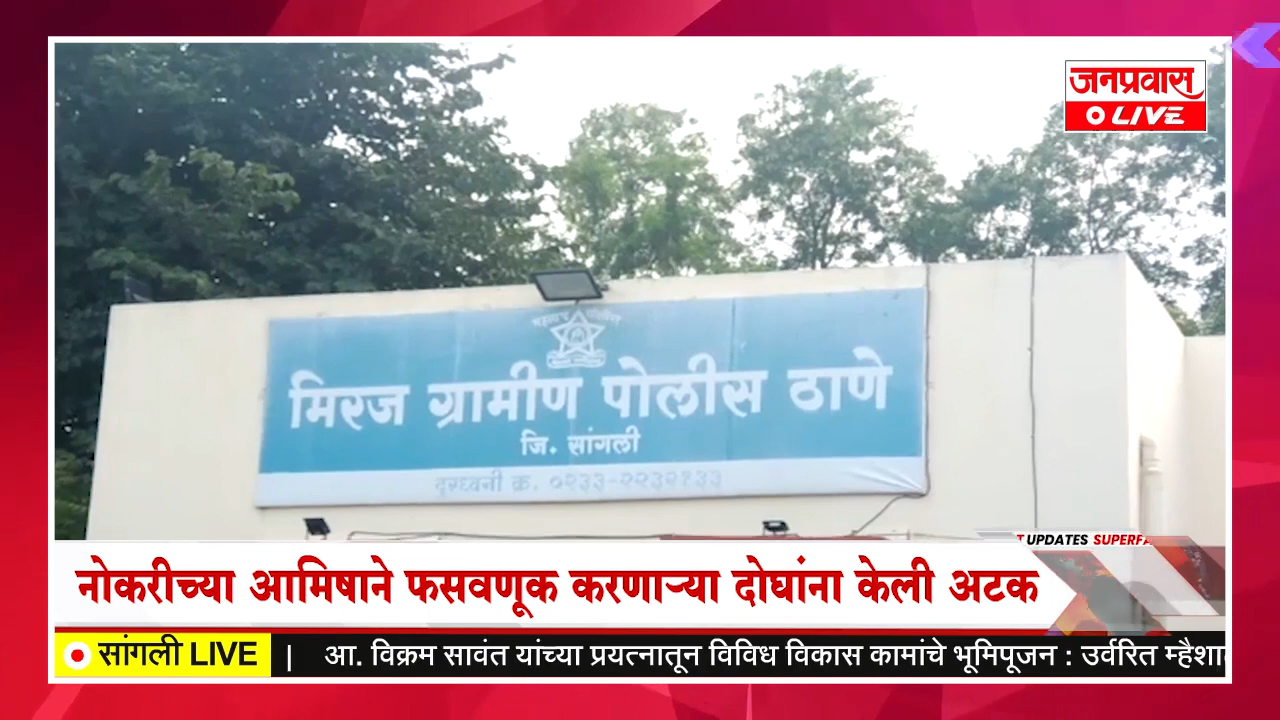 जनप्रवास
LIVE
मिरज ग्रामीण पोलीस ठाणे
जि. सांगली
दूरध्वनी क्र. ०२३३-२२३२१३३
UPDATES SUPERFA
नोकरीच्या आमिषाने फसवणूक करणाऱ्या दोघांना केली अटक
सांगली LIVE | आ. विक्रम सावंत यांच्या प्रयत्नातून विविध विकास कामांचे भूमिपूजन : उर्वरित म्हैशा